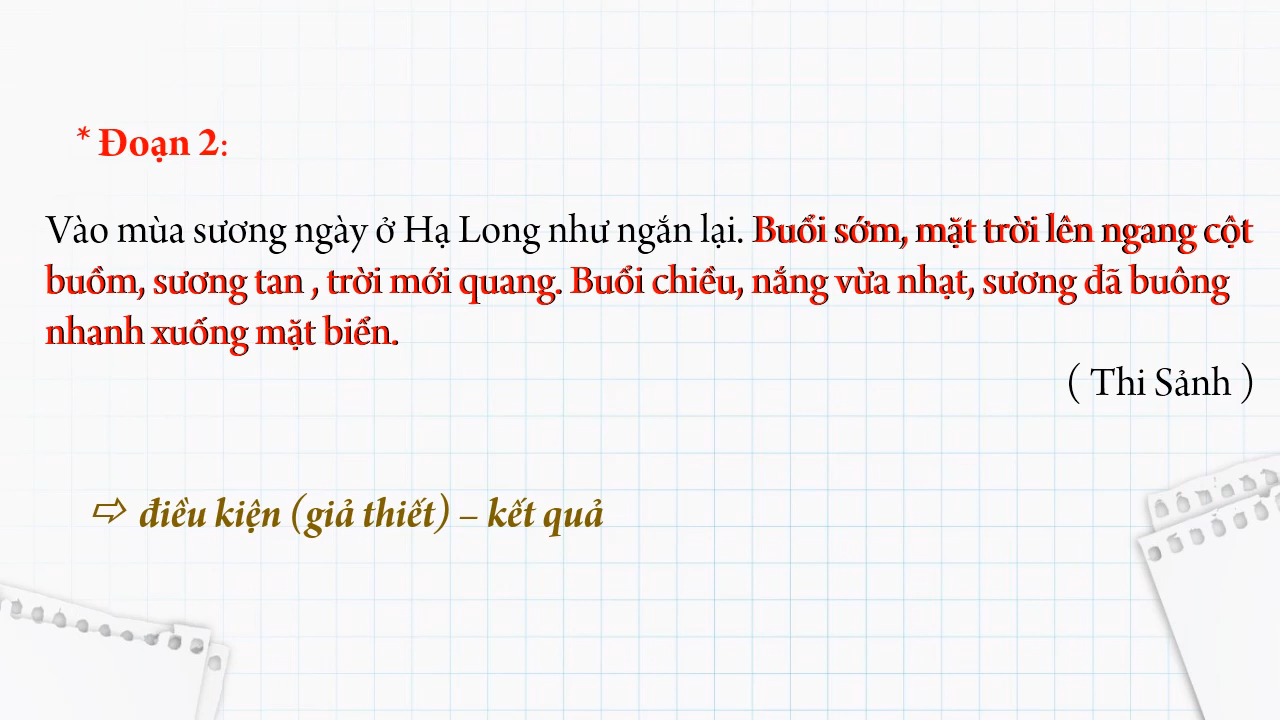 * Đoạn 2:
Vào mùa sương ngày ở Hạ Long như ngắn lại. Buổi sớm, mặt trời lên ngang cột
buồm, sương tan , trời mới quang. Buổi chiều, nắng vừa nhạt, sương đã buông
nhanh xuống mặt biển.
( Thi Sảnh )
⇨ điều kiện (giả thiết) – kết quả